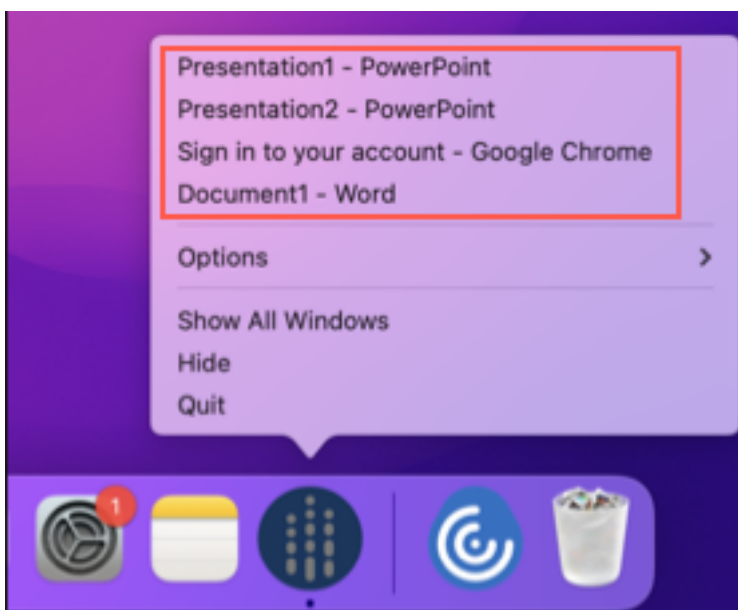 Presentation1 - PowerPoint
Presentation2 - PowerPoint
Sign in to your account - Google Chrome
Document1 - Word
Options
Show All Windows
Hide
Quit
1